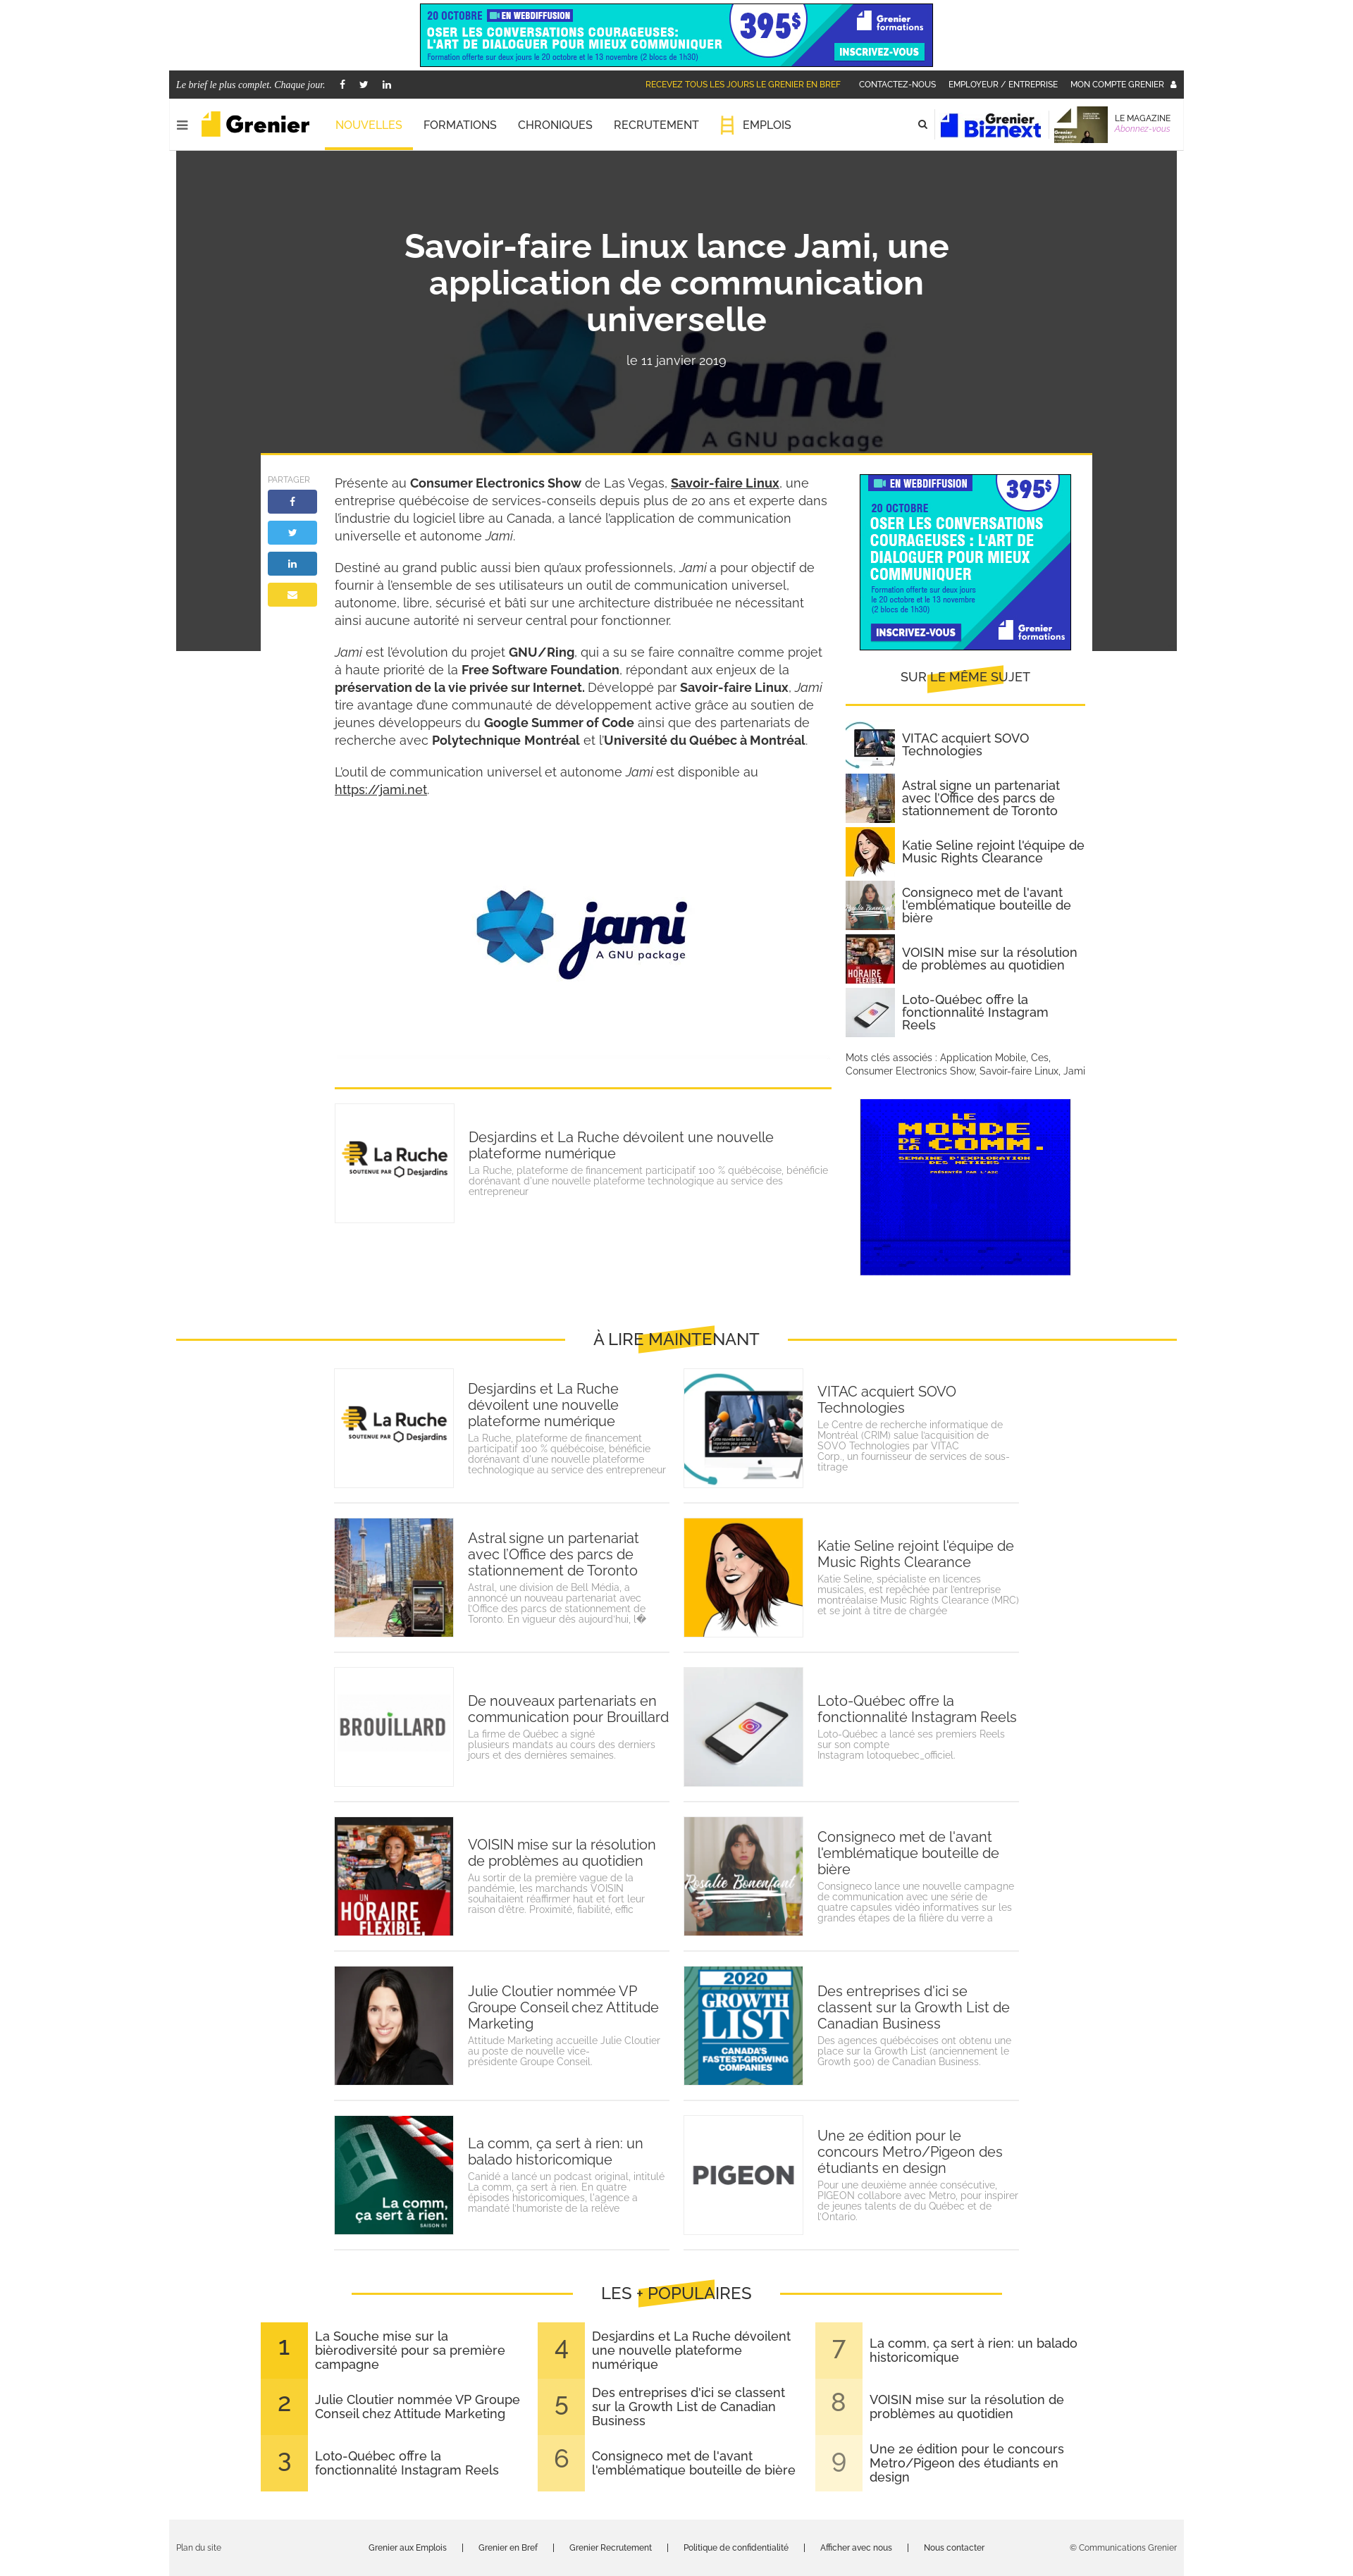 20 OCTOBRE EN WEBDIFFUSION
OSER LES CONVERSATIONS COURAGEUSES:
L'ART DE DIALOGUER POUR MIEUX COMMUNIQUER
Formation offerte sur deux jours le 20 octobre et le 13 novembre (2 blocs de 1h30)
395$
Grenier
formations
INSCRIVEZ-VOUS
Le brief le plus complet. Chaque jour.
RECEVEZ TOUS LES JOURS LE GRENIER EN BREF
CONTACTEZ-NOUS
EMPLOYEUR / ENTREPRISE
MON COMPTE GRENIER
Grenier
NOUVELLES
FORMATIONS
CHRONIQUES
RECRUTEMENT
EMPLOIS
Grenier
Biznext
Grenier
magazine
LE MAGAZINE
Abonnez-vous
Savoir-faire Linux lance Jami, une
application de communication
universelle
le 11 janvier 2019
jami
A GNU package
PARTAGER
Présente au Consumer Electronics Show de Las Vegas, Savoir-faire Linux, une
entreprise québécoise de services-conseils depuis plus de 20 ans et experte dans
l'industrie du logiciel libre au Canada, a lancé l'application de communication
universelle et autonome Jami.
Destiné au grand public aussi bien qu'aux professionnels, Jami a pour objectif de
fournir à l'ensemble de ses utilisateurs un outil de communication universel,
autonome, libre, sécurisé et bâti sur une architecture distribuée ne nécessitant
ainsi aucune autorité ni serveur central pour fonctionner.
Jami est l'évolution du projet GNU/Ring, qui a su se faire connaître comme projet
à haute priorité de la Free Software Foundation, répondant aux enjeux de la
préservation de la vie privée sur Internet. Développé par Savoir-faire Linux, Jami
tire avantage d'une communauté de développement active grâce au soutien de
jeunes développeurs du Google Summer of Code ainsi que des partenariats de
recherche avec Polytechnique Montréal et l'Université du Québec à Montréal.
L'outil de communication universel et autonome Jami est disponible au
https://jami.net.
jami
A GNU package
Desjardins et La Ruche dévoilent une nouvelle
plateforme numérique
La Ruche, plateforme de financement participatif 100 % québécoise, bénéficie
dorénavant d'une nouvelle plateforme technologique au service des
entrepreneur
La Ruche
SOUTENUE PAR Desjardins
EN WEBDIFFUSION
395$
20 OCTOBRE
OSER LES CONVERSATIONS
COURAGEUSES : L'ART DE
DIALOGUER POUR MIEUX
COMMUNIQUER
Formation offerte sur deux jours
le 20 octobre et le 13 novembre
(2 blocs de 1h30)
INSCRIVEZ-VOUS
Grenier
formations
SUR LE MÊME SUJET
VITAC acquiert SOVO
Technologies
Astral signe un partenariat
avec l'Office des parcs de
stationnement de Toronto
Katie Seline rejoint l'équipe de
Music Rights Clearance
Consigneco met de l'avant
l'emblématique bouteille de
bière
VOISIN mise sur la résolution
de problèmes au quotidien
HORAIRE
FLEXIBLE,
Loto-Québec offre la
fonctionnalité Instagram
Reels
Mots clés associés : Application Mobile, Ces,
Consumer Electronics Show, Savoir-faire Linux, Jami
LE
MONDE
DE LA COMM.
SEMAINE D'EXPLORATION
DES MÉTIERS
PRÉSENTÉE PAR L'A2C
À LIRE MAINTENANT
La Ruche
SOUTENUE PAR Desjardins
Desjardins et La Ruche
dévoilent une nouvelle
plateforme numérique
La Ruche, plateforme de financement
participatif 100 % québécoise, bénéficie
dorénavant d'une nouvelle plateforme
technologique au service des entrepreneur
VITAC acquiert SOVO
Technologies
Le Centre de recherche informatique de
Montréal (CRIM) salue l'acquisition de
SOVO Technologies par VITAC
Corp., un fournisseur de services de sous-
titrage
Astral signe un partenariat
avec l'Office des parcs de
stationnement de Toronto
Astral, une division de Bell Média, a
annoncé un nouveau partenariat avec
l'Office des parcs de stationnement de
Toronto. En vigueur dès aujourd'hui, l�
Katie Seline rejoint l'équipe de
Music Rights Clearance
Katie Seline, spécialiste en licences
musicales, est repêchée par l'entreprise
montréalaise Music Rights Clearance (MRC)
et se joint à titre de chargée
BROUILLARD
De nouveaux partenariats en
communication pour Brouillard
La firme de Québec a signé
plusieurs mandats au cours des derniers
jours et des dernières semaines.
Loto-Québec offre la
fonctionnalité Instagram Reels
Loto-Québec a lancé ses premiers Reels
sur son compte
Instagram lotoquebec_officiel.
UN
HORAIRE
FLEXIBLE,
VOISIN mise sur la résolution
de problèmes au quotidien
Au sortir de la première vague de la
pandémie, les marchands VOISIN
souhaitaient réaffirmer haut et fort leur
raison d'être. Proximité, fiabilité, effic
Rosalie Bonenfant
Consigneco met de l'avant
l'emblématique bouteille de
bière
Consigneco lance une nouvelle campagne
de communication avec une série de
quatre capsules vidéo informatives sur les
grandes étapes de la filière du verre a
Julie Cloutier nommée VP
Groupe Conseil chez Attitude
Marketing
Attitude Marketing accueille Julie Cloutier
au poste de nouvelle vice-
présidente Groupe Conseil.
2020
GROWTH
LIST
CANADA'S
FASTEST-GROWING
COMPANIES
Des entreprises d'ici se
classent sur la Growth List de
Canadian Business
Des agences québécoises ont obtenu une
place sur la Growth List (anciennement le
Growth 500) de Canadian Business.
La comm,
ça sert à rien.
SAISON 01
La comm, ça sert à rien: un
balado historicomique
Canidé a lancé un podcast original, intitulé
La comm, ça sert à rien. En quatre
épisodes historicomiques, l'agence a
mandaté l'humoriste de la relève
PIGEON
Une 2e édition pour le
concours Metro/Pigeon des
étudiants en design
Pour une deuxième année consécutive,
PIGEON collabore avec Metro, pour inspirer
de jeunes talents de du Québec et de
l'Ontario.
LES + POPULAIRES
1 La Souche mise sur la
bièrodiversité pour sa première
campagne
2 Julie Cloutier nommée VP Groupe
Conseil chez Attitude Marketing
3 Loto-Québec offre la
fonctionnalité Instagram Reels
4 Desjardins et La Ruche dévoilent
une nouvelle plateforme
numérique
5 Des entreprises d'ici se classent
sur la Growth List de Canadian
Business
6 Consigneco met de l'avant
l'emblématique bouteille de bière
7 La comm, ça sert à rien: un balado
historicomique
8 VOISIN mise sur la résolution de
problèmes au quotidien
9 Une 2e édition pour le concours
Metro/Pigeon des étudiants en
design
Plan du site
Grenier aux Emplois | Grenier en Bref | Grenier Recrutement | Politique de confidentialité | Afficher avec nous | Nous contacter
© Communications Grenier